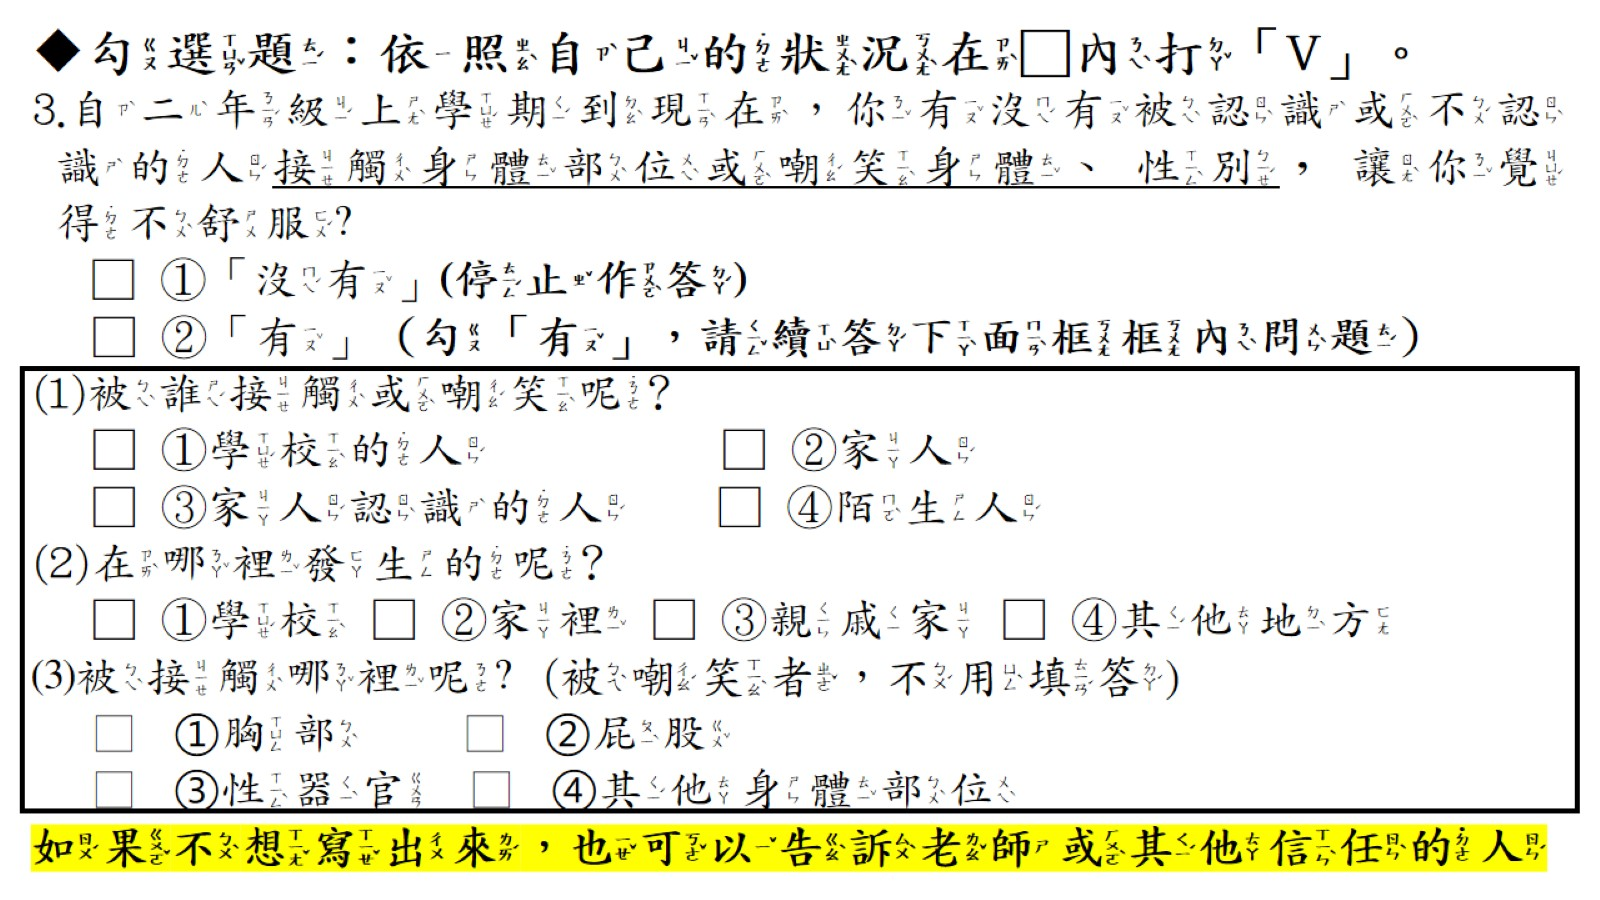 ◆勾選題：依照自己的狀況在□內打「V」。
3.自二年級上學期到現在，你有沒有被認識或不認
識的人接觸身體部位或嘲笑身體、性別，讓你覺
得不舒服?
□ ①「沒有」(停止作答)
□ ②「有」（勾「有」，請續答下面框框內問題）
(1)被誰接觸或嘲笑呢?
□ ①學校的人 □ ②家人
□ ③家人認識的人 □ ④陌生人
(2)在哪裡發生的呢?
□ ①學校 □ ②家裡 □ ③親戚家 □ ④其他地方
(3)被接觸哪裡呢?（被嘲笑者，不用填答）
□ ①胸部 □ ②屁股
□ ③性器官 □ ④其他身體部位
如果不想寫出來，也可以告訴老師或其他信任的人